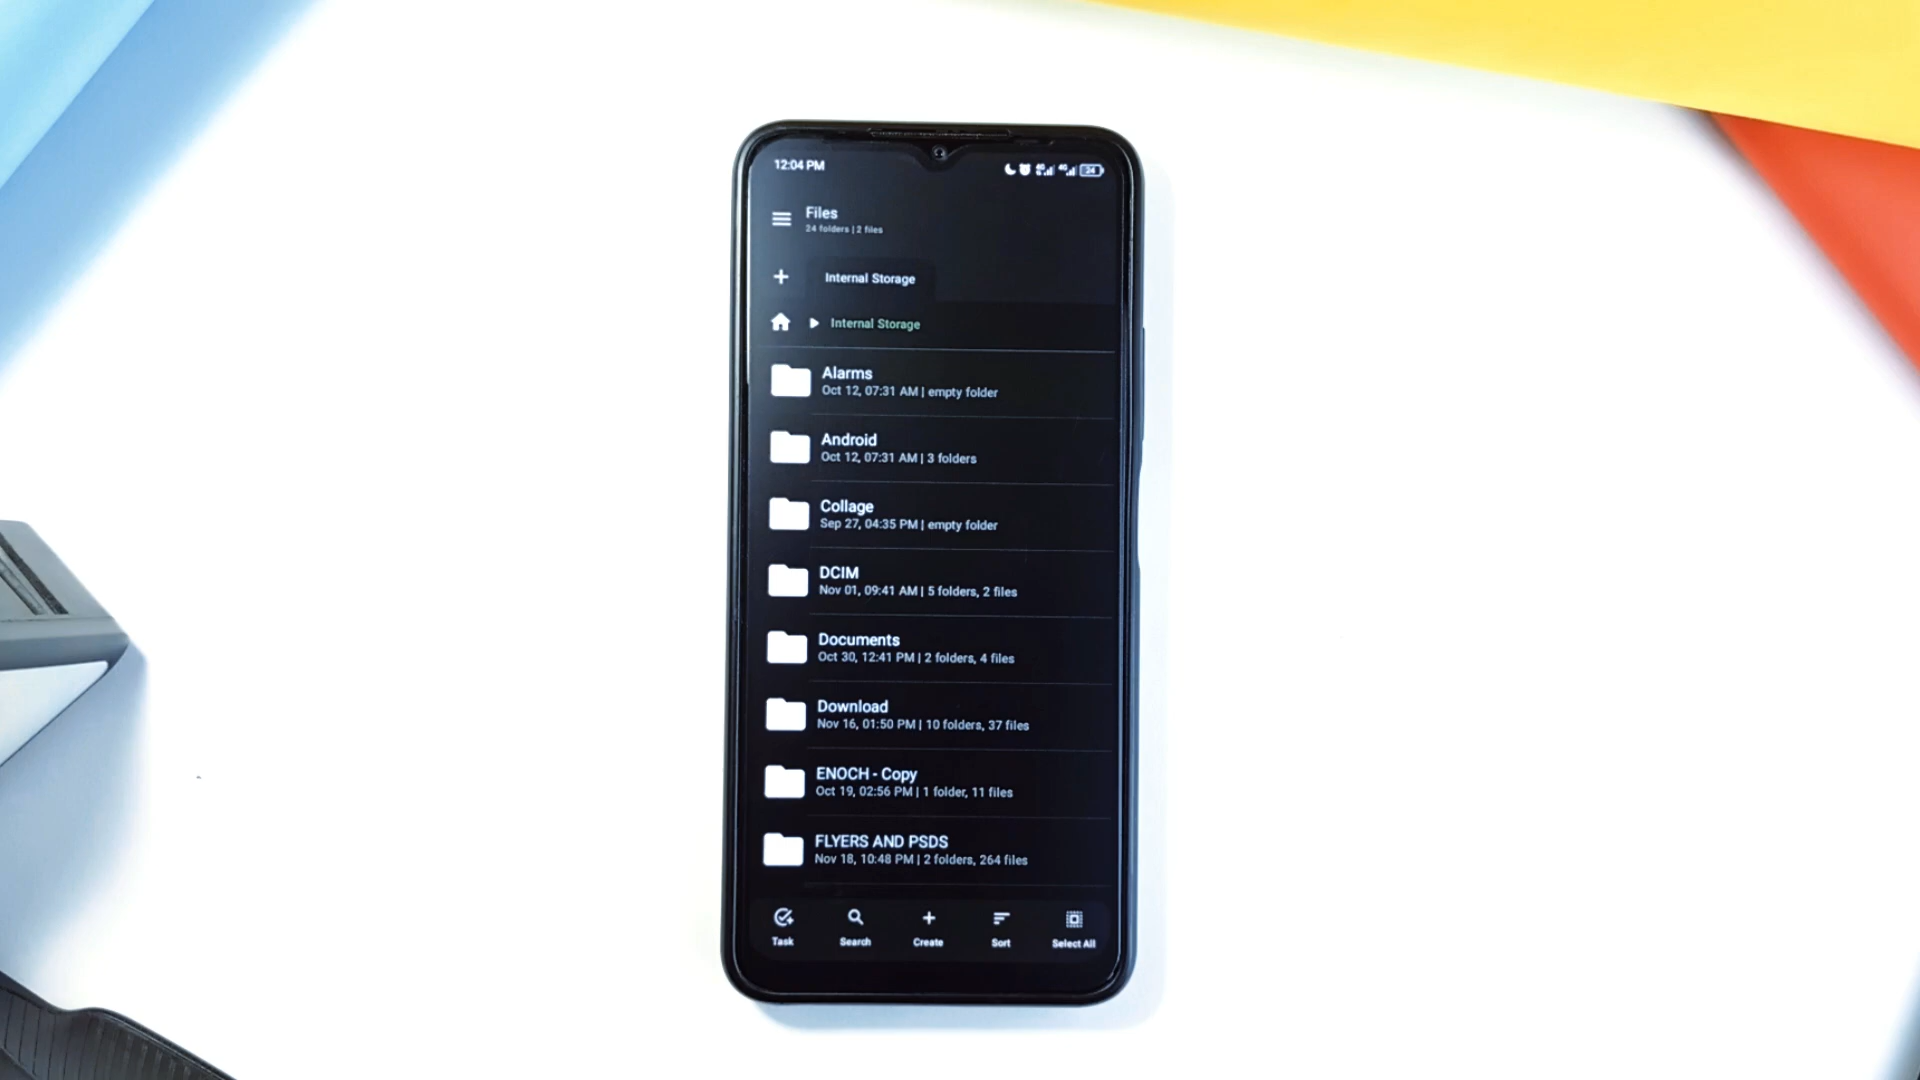 12:04 PM
4G 4G 24
Files
24 folders | 2 files
Internal Storage
Internal Storage
Alarms
Oct 12, 07:31 AM | empty folder
Android
Oct 12, 07:31 AM | 3 folders
Collage
Sep 27, 04:35 PM | empty folder
DCIM
Nov 01, 09:41 AM | 5 folders, 2 files
Documents
Oct 30, 12:41 PM | 2 folders, 4 files
Download
Nov 16, 01:50 PM | 10 folders, 37 files
ENOCH - Copy
Oct 19, 02:56 PM | 1 folder, 11 files
FLYERS AND PSDS
Nov 18, 10:48 PM | 2 folders, 264 files
Task Search Create Sort Select All